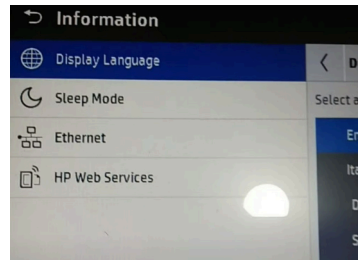 Information
Display Language
Sleep Mode
Ethernet
HP Web Services
Select a